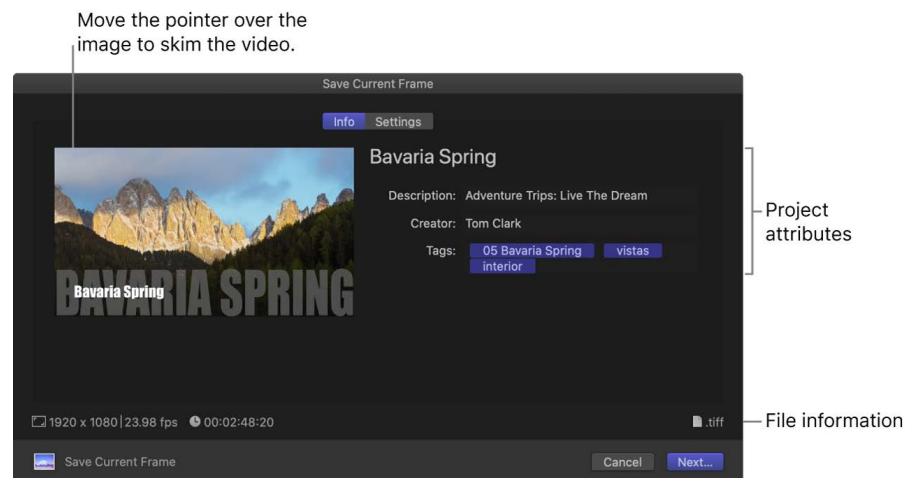 Move the pointer over the
image to skim the video.
Save Current Frame
Info Settings
Bavaria Spring
Description: Adventure Trips: Live The Dream
Creator: Tom Clark
Tags: 05 Bavaria Spring vistas
interior
BAVARIA SPRING
Bavaria Spring
Project
attributes
1920 x 1080|23.98 fps 00:02:48:20 .tiff
File information
Save Current Frame Cancel Next...